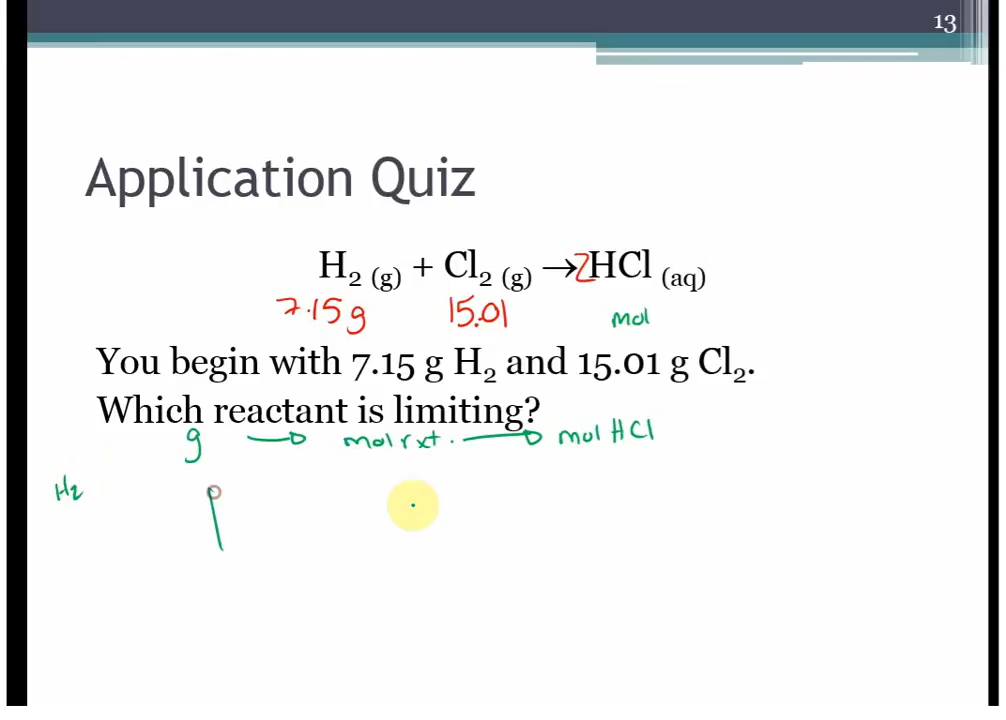 13
Application Quiz
H₂ (g) + Cl₂ (g) →2HCl (aq)
7.15 g 15.01 mol
You begin with 7.15 g H₂ and 15.01 g Cl₂.
Which reactant is limiting?
g → mol rxt. → mol HCl
H₂